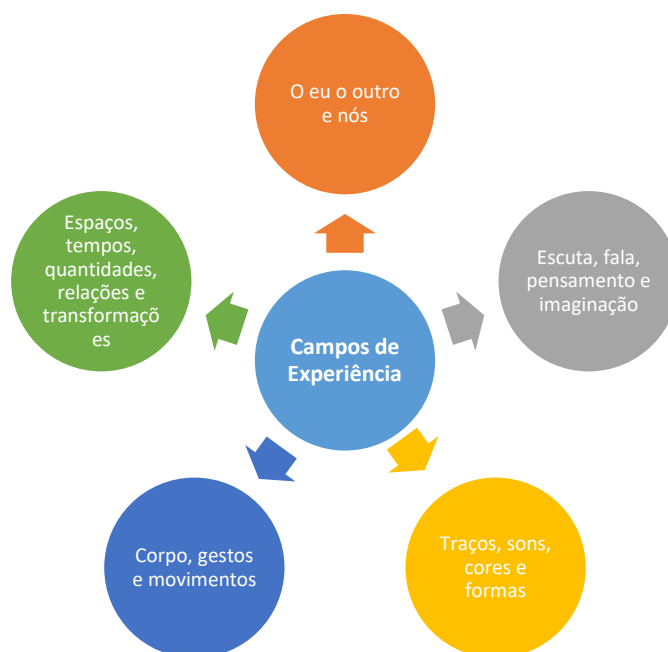 O eu o outro
e nós
Espaços,
tempos,
quantidades,
relações e
transformaçõ
es
Escuta, fala,
pensamento e
imaginação
Campos de
Experiência
Corpo, gestos
e movimentos
Traços, sons,
cores e
formas